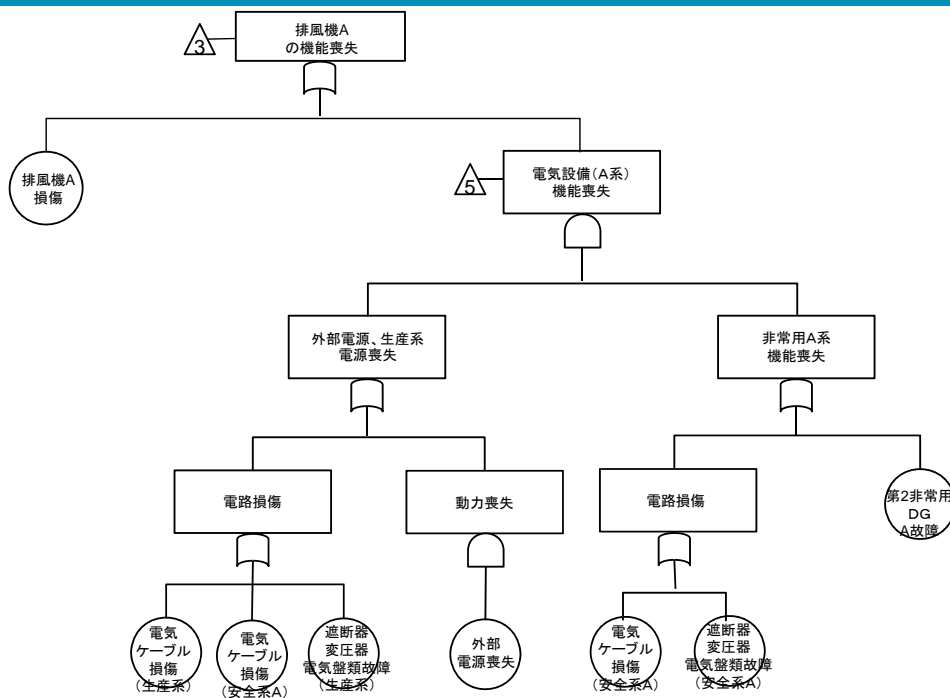 排風機A
の機能喪失
3
排風機A
損傷
電気設備(A系)
機能喪失
5
外部電源、生産系
電源喪失
非常用A系
機能喪失
電路損傷
動力喪失
電路損傷
第2非常用
DG
A故障
電気
ケーブル
損傷
(生産系)
電気
ケーブル
損傷
(安全系A)
遮断器
変圧器
電気盤類故障
(生産系)
外部
電源喪失
電気
ケーブル
損傷
(安全系A)
遮断器
変圧器
電気盤類故障
(安全系A)